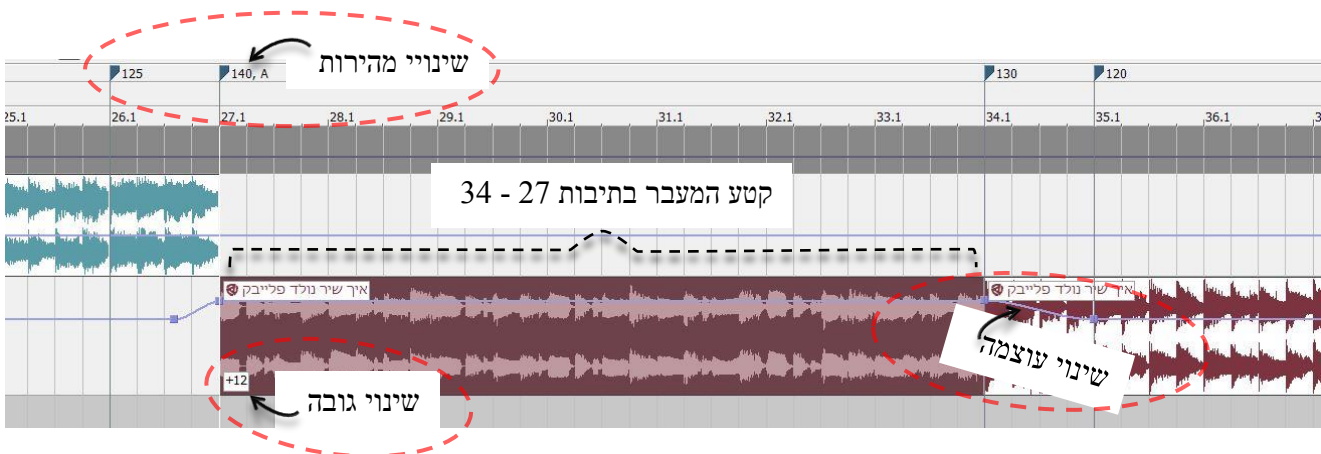 שינויי מהירות
125
140, A
130
120
25.1 26.1 27.1 28.1 29.1 30.1 31.1 32.1 33.1 34.1 35.1 36.1
קטע המעבר בתיבות 27 - 34
איך שיר נולד פלייבק
איך שיר נולד פלייבק
שינוי עוצמה
+12
שינוי גובה